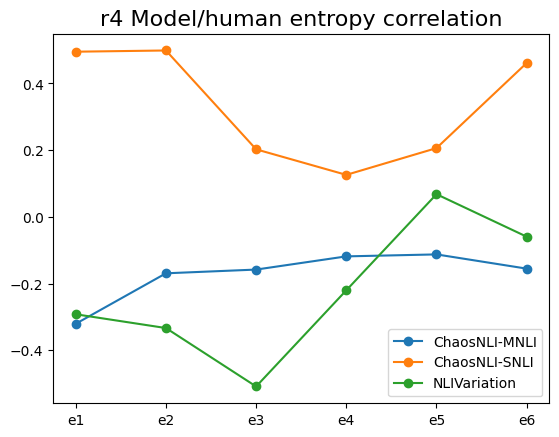 r4 Model/human entropy correlation
0.4
0.2
0.0
−0.2
−0.4
ChaosNLI-MNLI
ChaosNLI-SNLI
NLIVariation
e1 e2 e3 e4 e5 e6